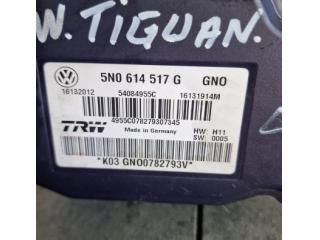 W. TIGUAN.
5N0 614 517 G GNO
16132012 54084955C 16131914M
4955C078279307345
TRW Made in Germany HW: H11
SW: 0005
*K03 GNO0782793V*